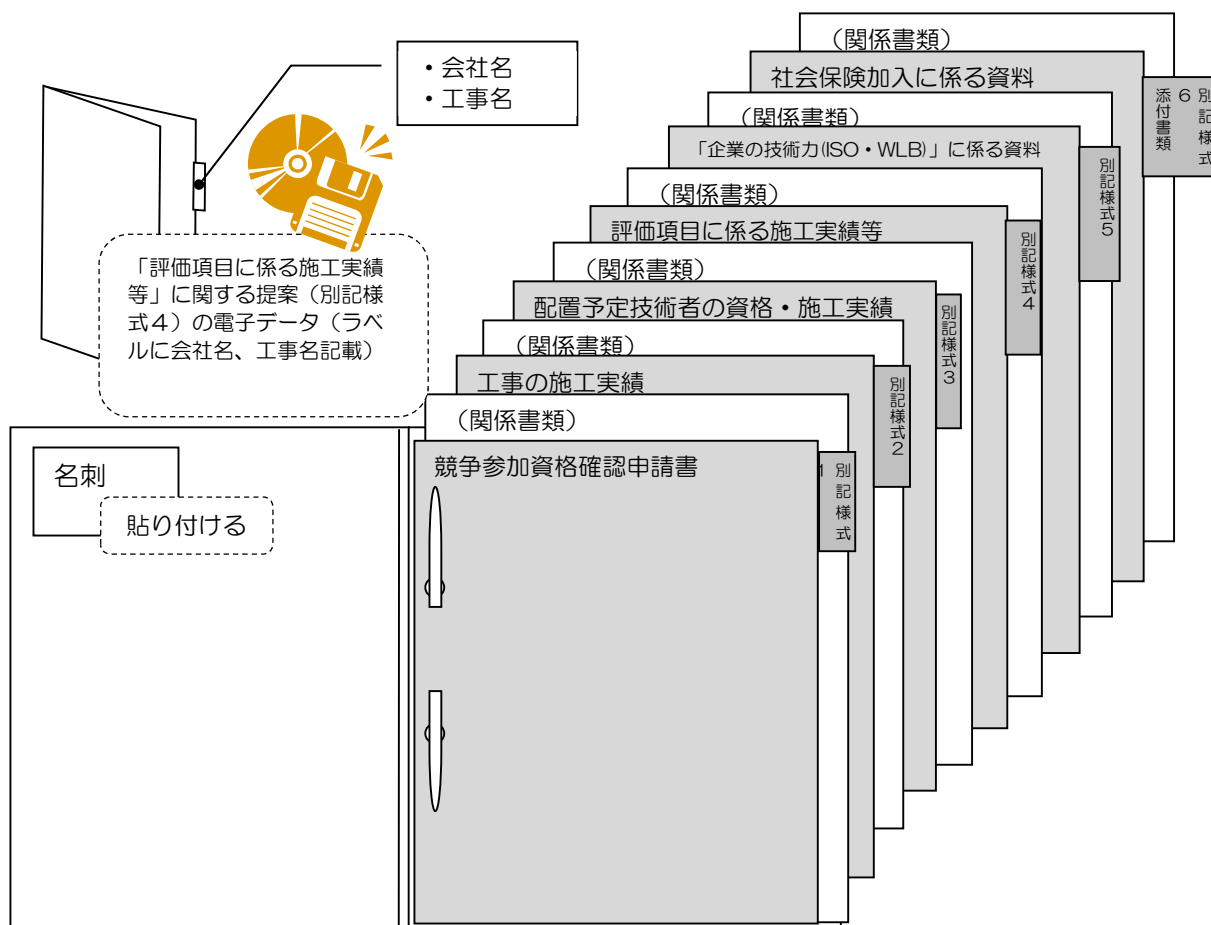 ・会社名
・工事名
「評価項目に係る施工実績
等」に関する提案（別記様
式４）の電子データ（ラベ
ルに会社名、工事名記載）
名刺
貼り付ける
（関係書類）
社会保険加入に係る資料
別記様式
６
添付書類
（関係書類）
「企業の技術力(ISO・WLB)」に係る資料
別記様式５
（関係書類）
評価項目に係る施工実績等
別記様式４
（関係書類）
配置予定技術者の資格・施工実績
別記様式３
（関係書類）
工事の施工実績
別記様式２
（関係書類）
競争参加資格確認申請書
別記様式
１